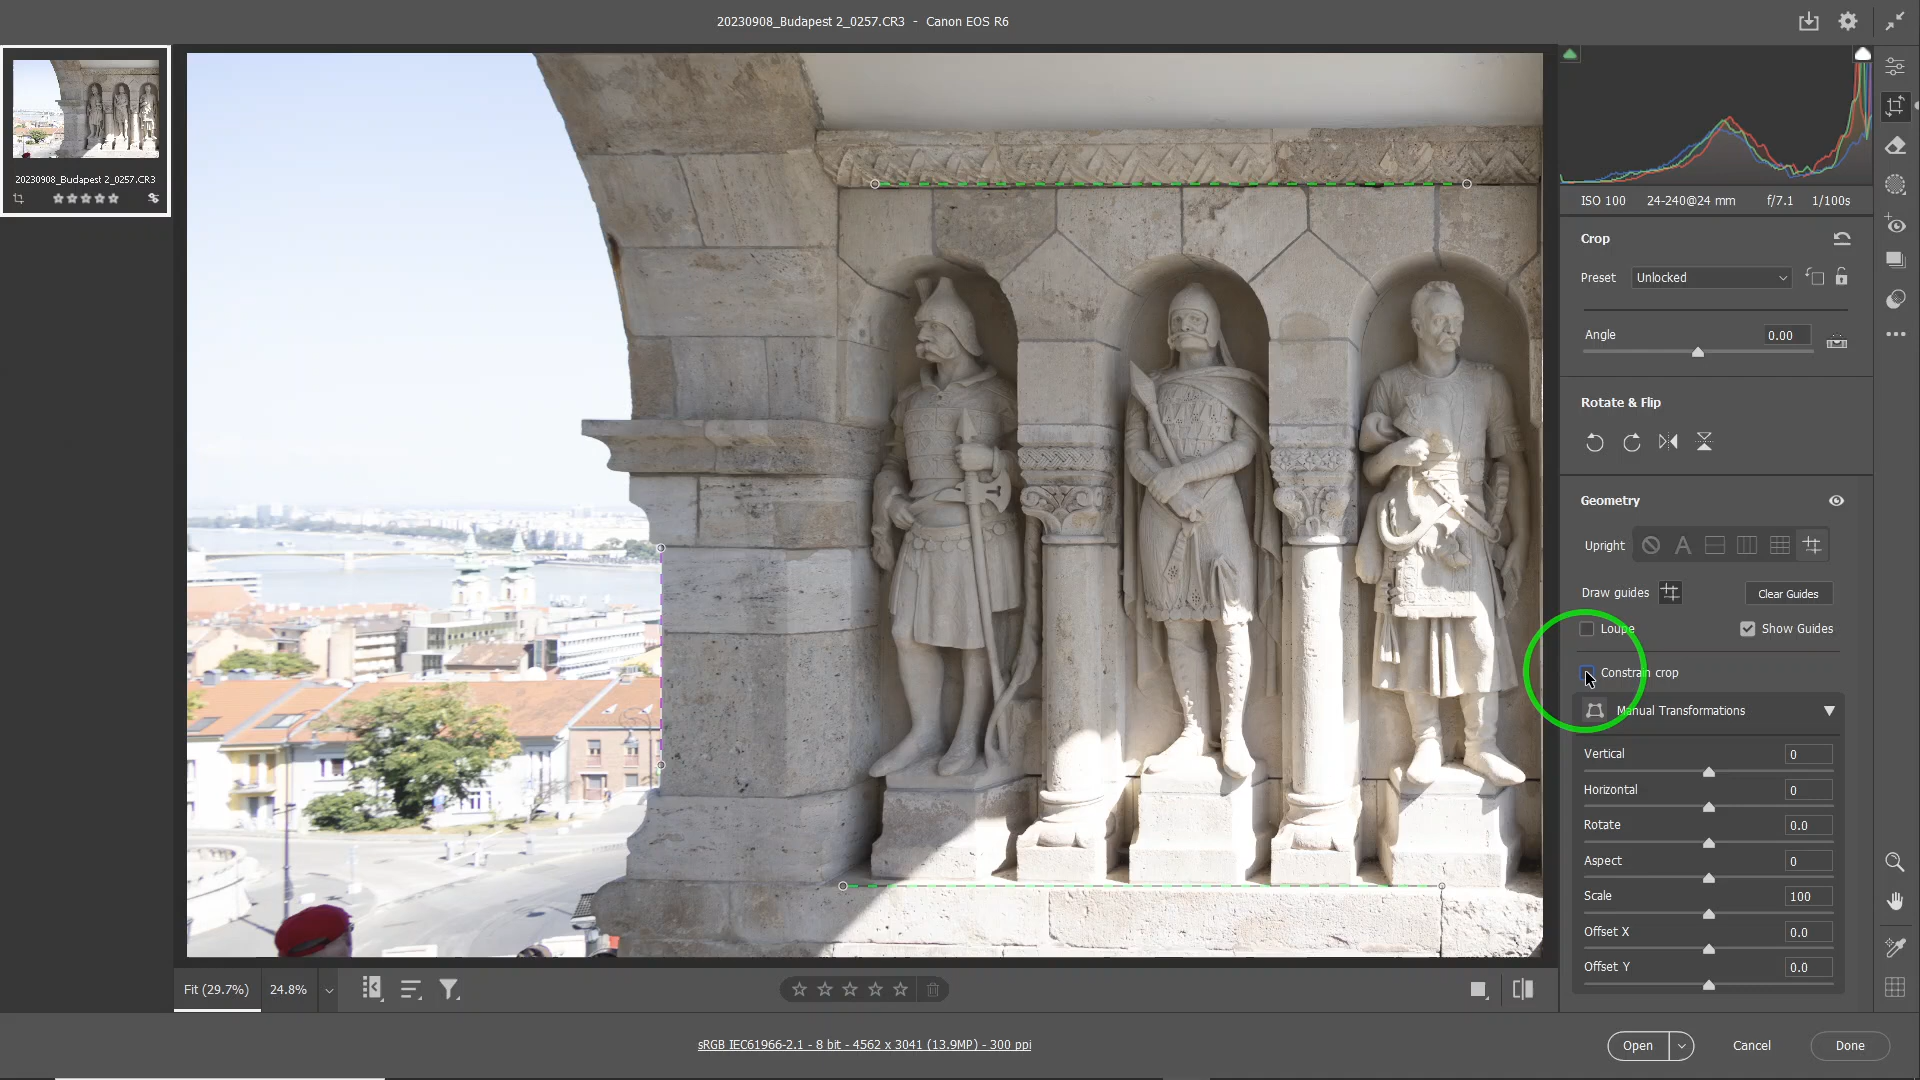 20230908_Budapest 2_0257.CR3 - Canon EOS R6
20230908_Budapest 2_0257.CR3
ISO 100 24-240@24 mm f/7.1 1/100s
Crop
Preset Unlocked
Angle 0.00
Rotate & Flip
Geometry
Upright A
Draw guides Clear Guides
Loupe Show Guides
Constrain crop
Manual Transformations
Vertical 0
Horizontal 0
Rotate 0.0
Aspect 0
Scale 100
Offset X 0.0
Offset Y 0.0
Fit (29.7%) 24.8%
sRGB IEC61966-2.1 - 8 bit - 4562 x 3041 (13.9MP) - 300 ppi
Open Cancel Done